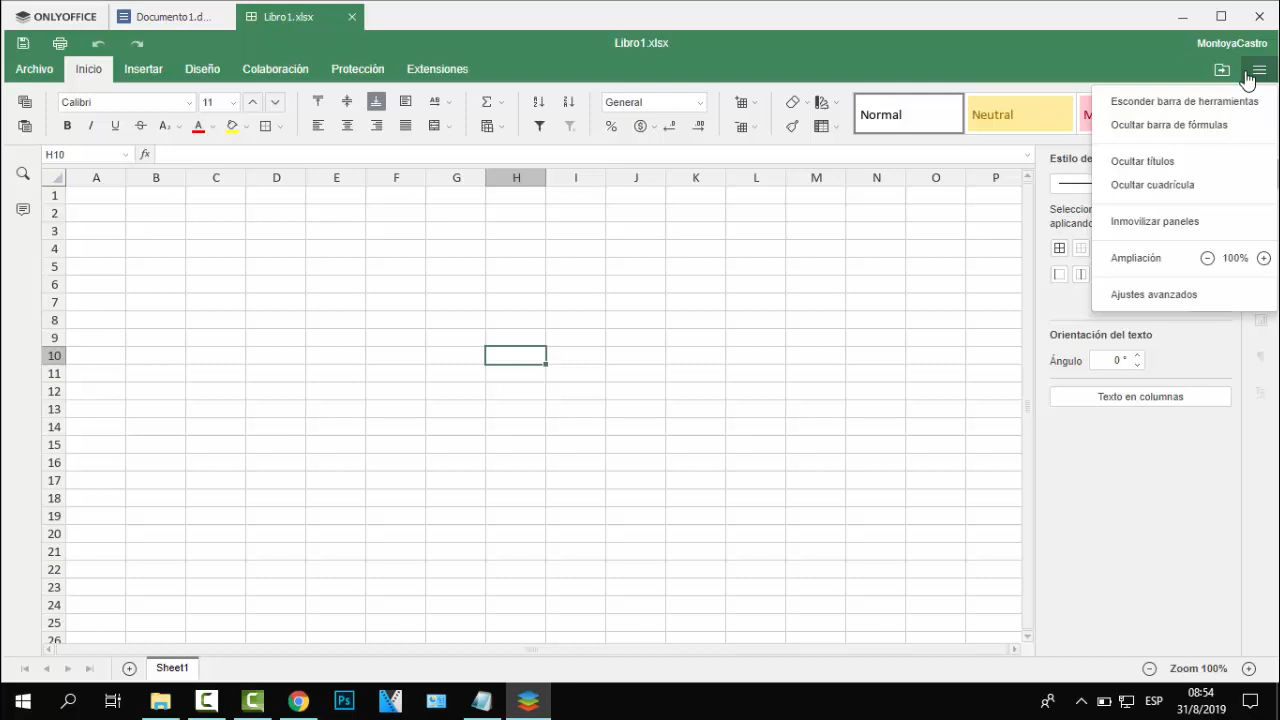 ONLYOFFICE
Documento1.d...
Libro1.xlsx
Libro1.xlsx
MontoyaCastro
Archivo
Inicio
Insertar
Diseño
Colaboración
Protección
Extensiones
Calibri
11
General
Normal
Neutral
M
Esconder barra de herramientas
Ocultar barra de fórmulas
Ocultar títulos
Ocultar cuadrícula
Inmovilizar paneles
Ampliación
100%
Ajustes avanzados
H10
fx
Estilo de
Seleccion
aplicando
A B C D E F G H I J K L M N O P
1
2
3
4
5
6
7
8
9
10
11
12
13
14
15
16
17
18
19
20
21
22
23
24
25
26
Orientación del texto
Ángulo
0 °
Texto en columnas
Sheet1
Zoom 100%
Ps
ESP
08:54
31/8/2019